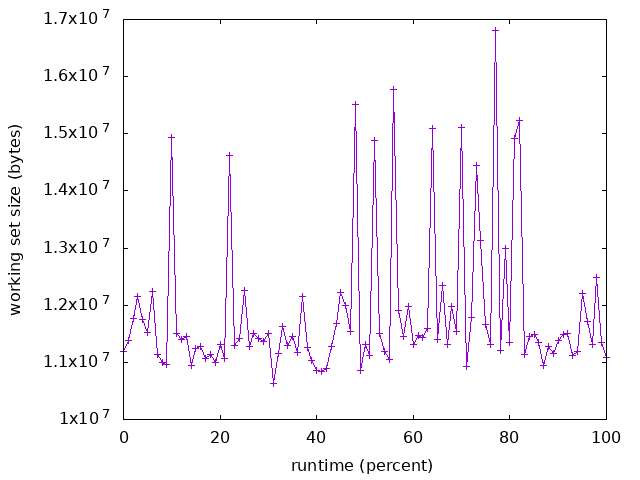 1.7x10^7
1.6x10^7
1.5x10^7
1.4x10^7
1.3x10^7
1.2x10^7
1.1x10^7
1x10^7
working set size (bytes)
0 20 40 60 80 100
runtime (percent)